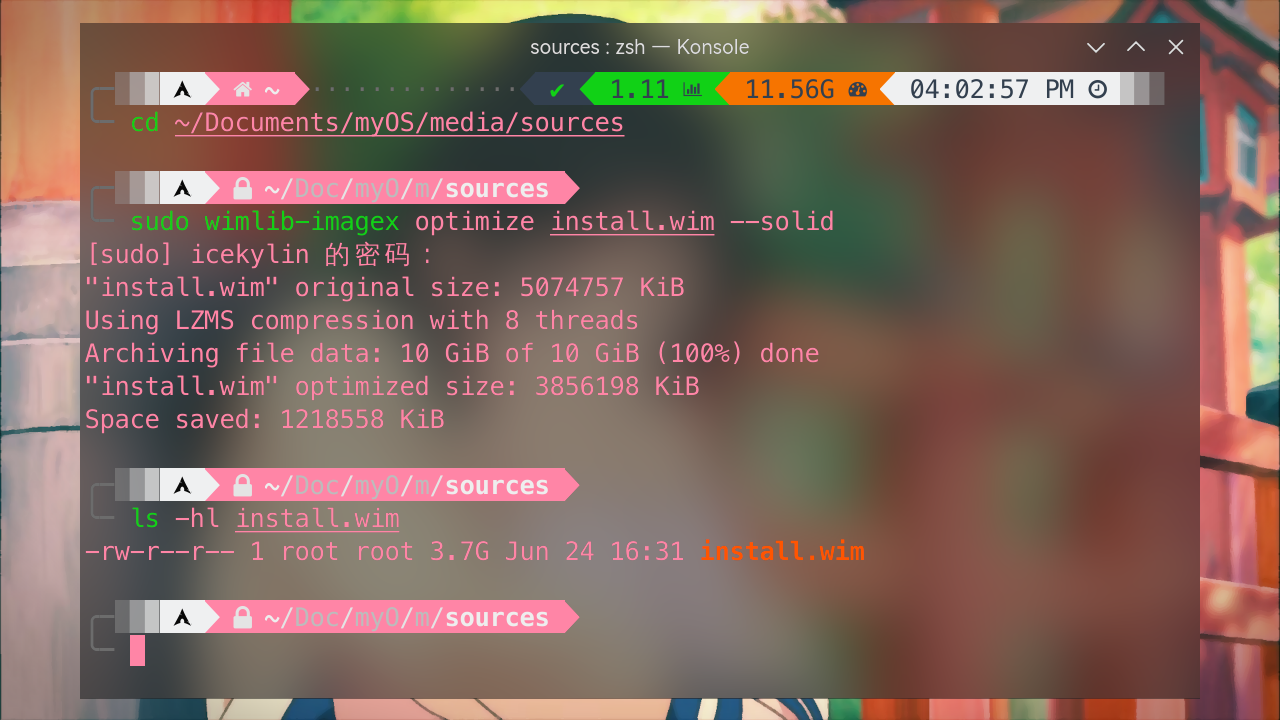 sources : zsh — Konsole
~ ✔ 1.11 11.56G 04:02:57 PM
cd ~/Documents/myOS/media/sources
~/Doc/myO/m/sources
sudo wimlib-imagex optimize install.wim --solid
[sudo] icekylin 的密码：
"install.wim" original size: 5074757 KiB
Using LZMS compression with 8 threads
Archiving file data: 10 GiB of 10 GiB (100%) done
"install.wim" optimized size: 3856198 KiB
Space saved: 1218558 KiB
~/Doc/myO/m/sources
ls -hl install.wim
-rw-r--r-- 1 root root 3.7G Jun 24 16:31 install.wim
~/Doc/myO/m/sources